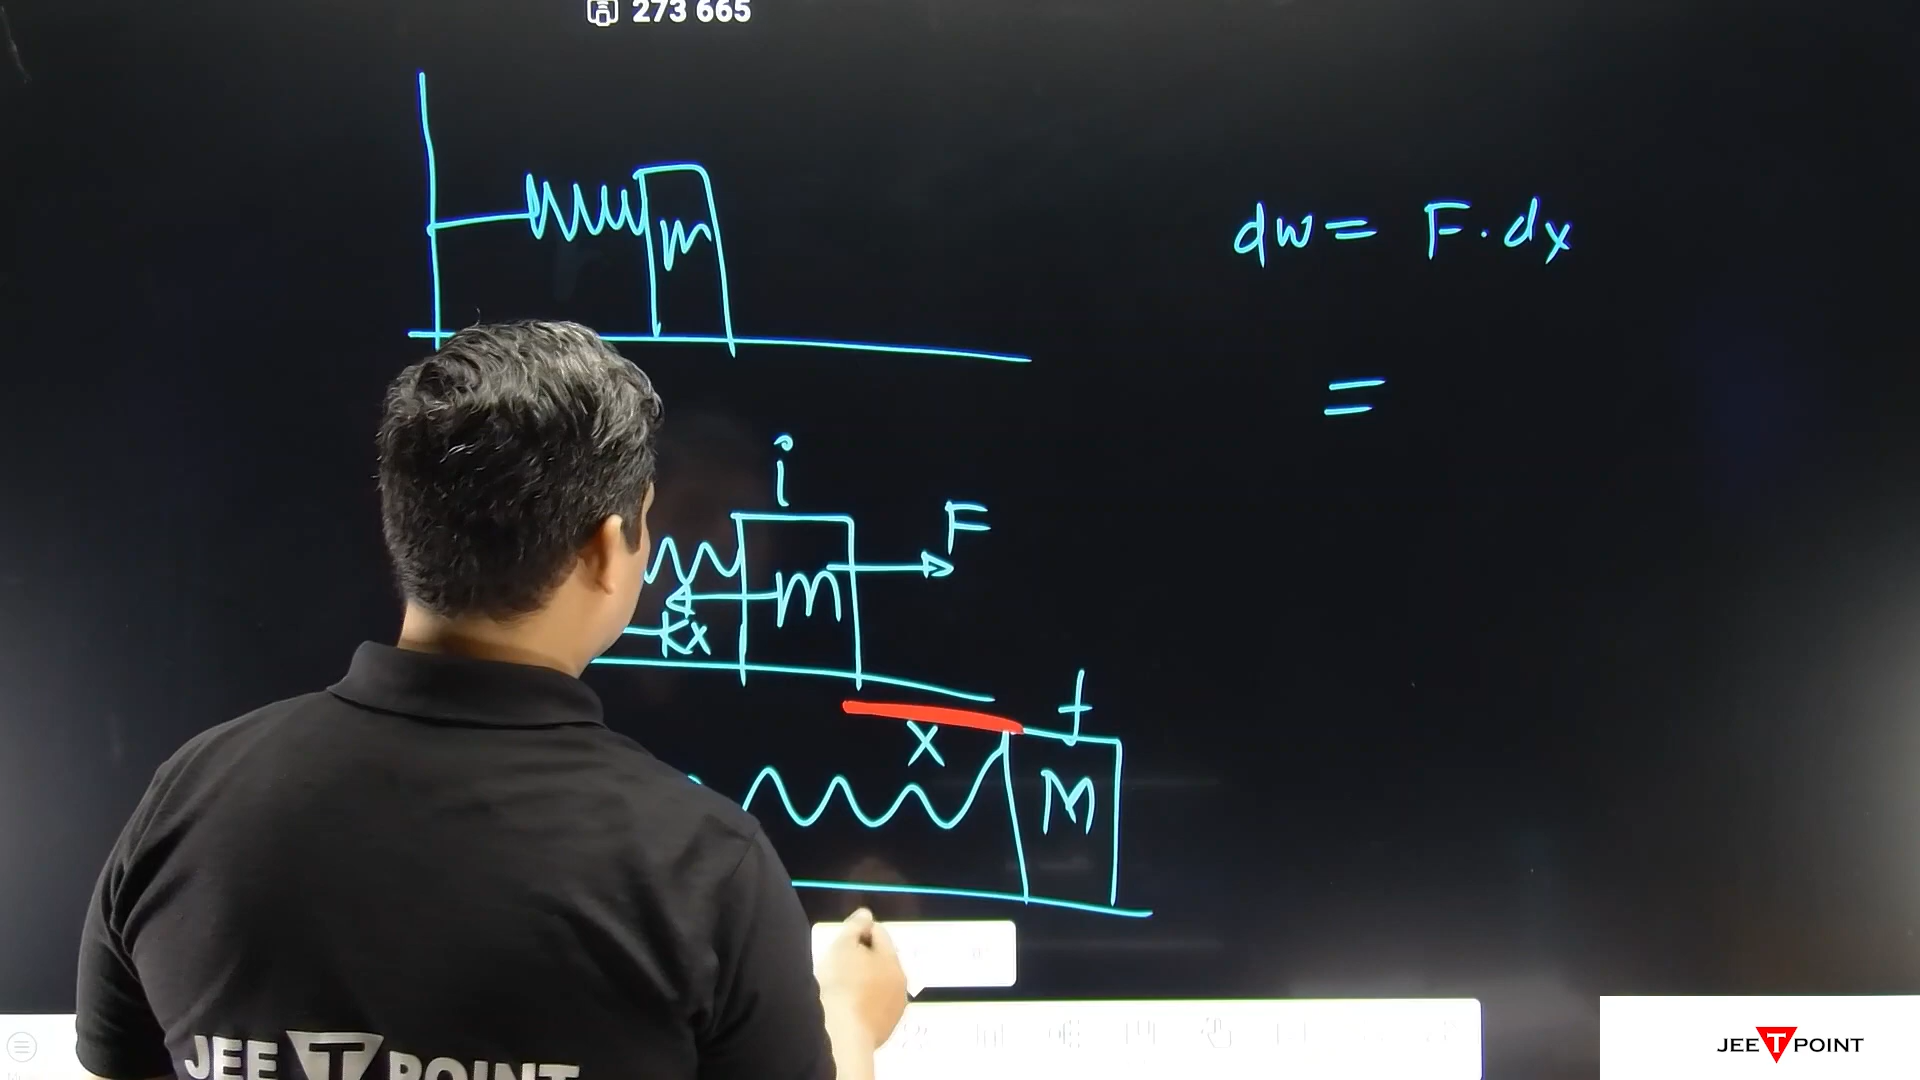 273 665
m
dw = F . dx
=
i
F
m
kx
f
x
M
JEE T POINT
JEE T POINT